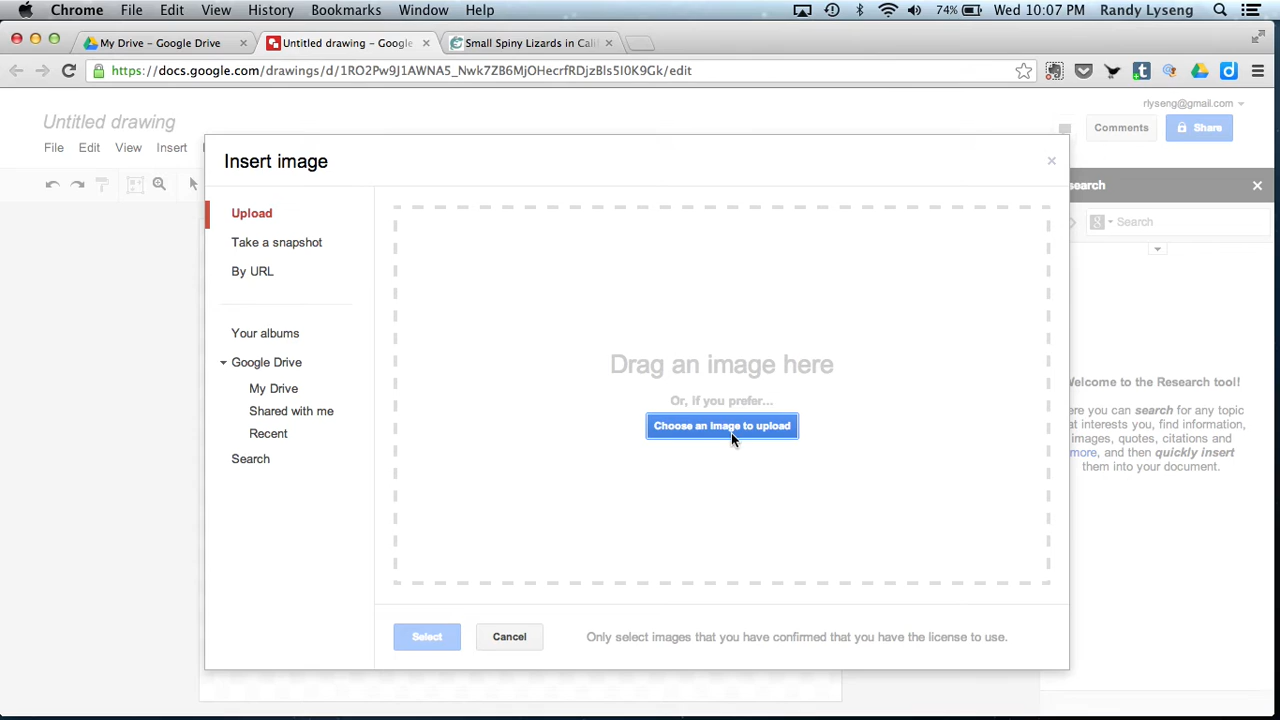 Chrome File Edit View History Bookmarks Window Help 74% Wed 10:07 PM Randy Lyseng
My Drive – Google Drive Untitled drawing – Google Small Spiny Lizards in Cali
https://docs.google.com/drawings/d/1RO2Pw9J1AWNA5_Nwk7ZB6MjOHecrfRDjzBls5I0K9Gk/edit
rlyseng@gmail.com
Untitled drawing
Comments Share
File Edit View Insert
Insert image
search
Upload
Search
Take a snapshot
By URL
Your albums
Google Drive
My Drive
Shared with me
Recent
Search
Drag an image here
Or, if you prefer...
Choose an image to upload
Welcome to the Research tool!
here you can search for any topic
at interests you, find information,
images, quotes, citations and
more, and then quickly insert
them into your document.
Select Cancel Only select images that you have confirmed that you have the license to use.